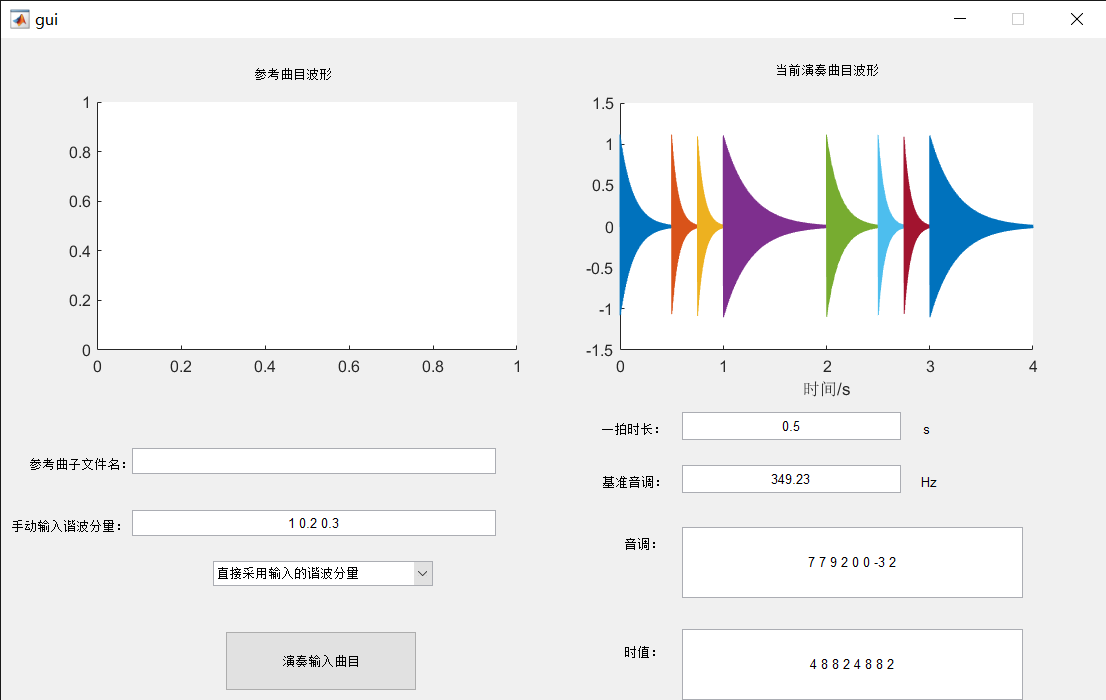 gui
参考曲目波形
1
0.8
0.6
0.4
0.2
0
0 0.2 0.4 0.6 0.8 1
当前演奏曲目波形
1.5
1
0.5
0
-0.5
-1
-1.5
0 1 2 3 4
时间/s
参考曲子文件名:
手动输入谐波分量: 1 0.2 0.3
直接采用输入的谐波分量
演奏输入曲目
一拍时长: 0.5 s
基准音调: 349.23 Hz
音调: 7 7 9 2 0 0 -3 2
时值: 4 8 8 2 4 8 8 2